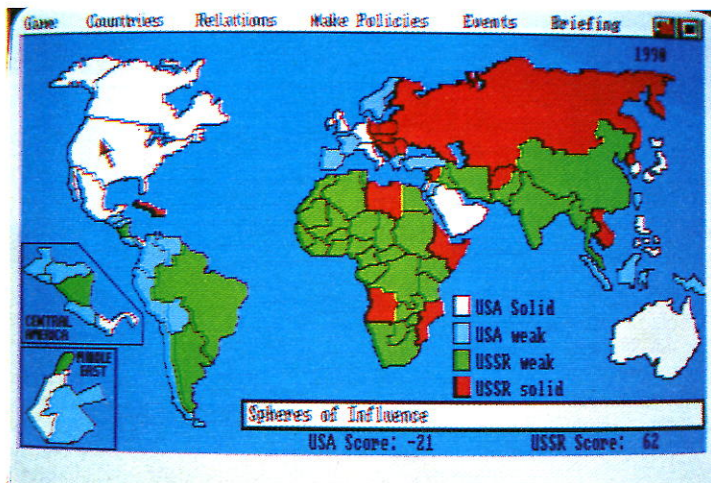 Game Countries Relations Make Policies Events Briefing
1990
CENTRAL
AMERICA
MIDDLE
EAST
USA Solid
USA weak
USSR weak
USSR solid
Spheres of Influence
USA Score: -21 USSR Score: 62